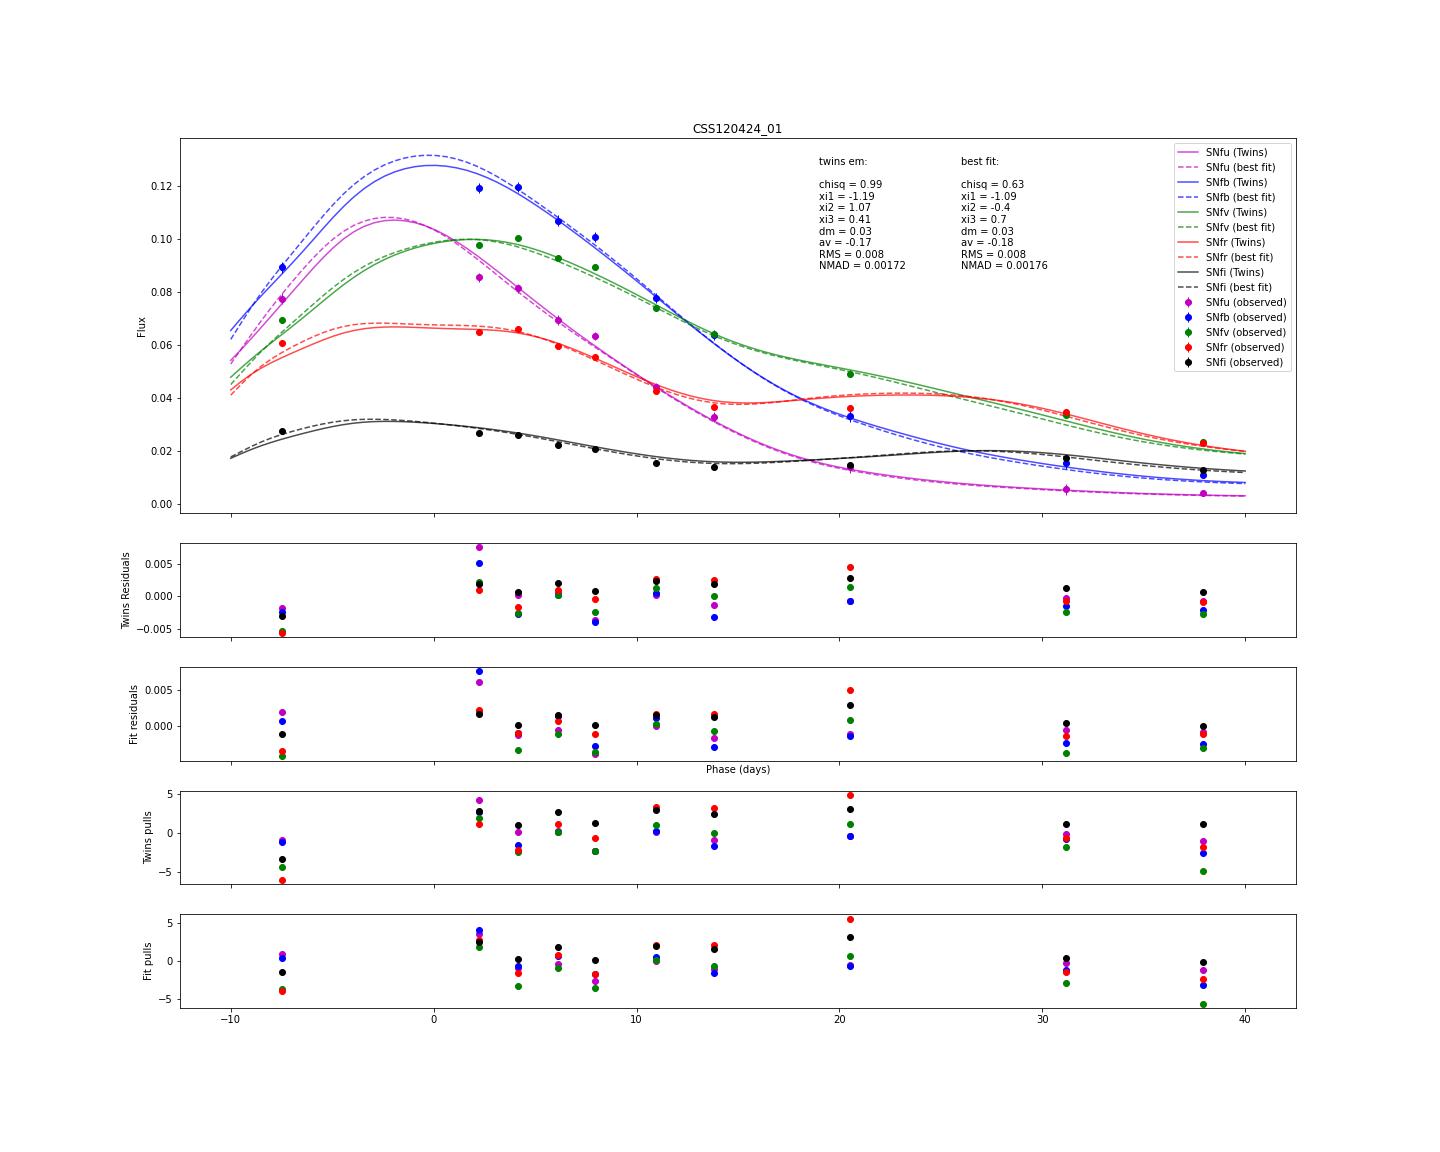 CSS120424_01
Flux
0.12
0.10
0.08
0.06
0.04
0.02
0.00
twins em:
chisq = 0.99
xi1 = -1.19
xi2 = 1.07
xi3 = 0.41
dm = 0.03
av = -0.17
RMS = 0.008
NMAD = 0.00172
best fit:
chisq = 0.63
xi1 = -1.09
xi2 = -0.4
xi3 = 0.7
dm = 0.03
av = -0.18
RMS = 0.008
NMAD = 0.00176
SNfu (Twins)
SNfu (best fit)
SNfb (Twins)
SNfb (best fit)
SNfv (Twins)
SNfv (best fit)
SNfr (Twins)
SNfr (best fit)
SNfi (Twins)
SNfi (best fit)
SNfu (observed)
SNfb (observed)
SNfv (observed)
SNfr (observed)
SNfi (observed)
Twins Residuals
0.005
0.000
−0.005
Fit residuals
0.005
0.000
Phase (days)
Twins pulls
5
0
−5
Fit pulls
5
0
−5
−10
0
10
20
30
40